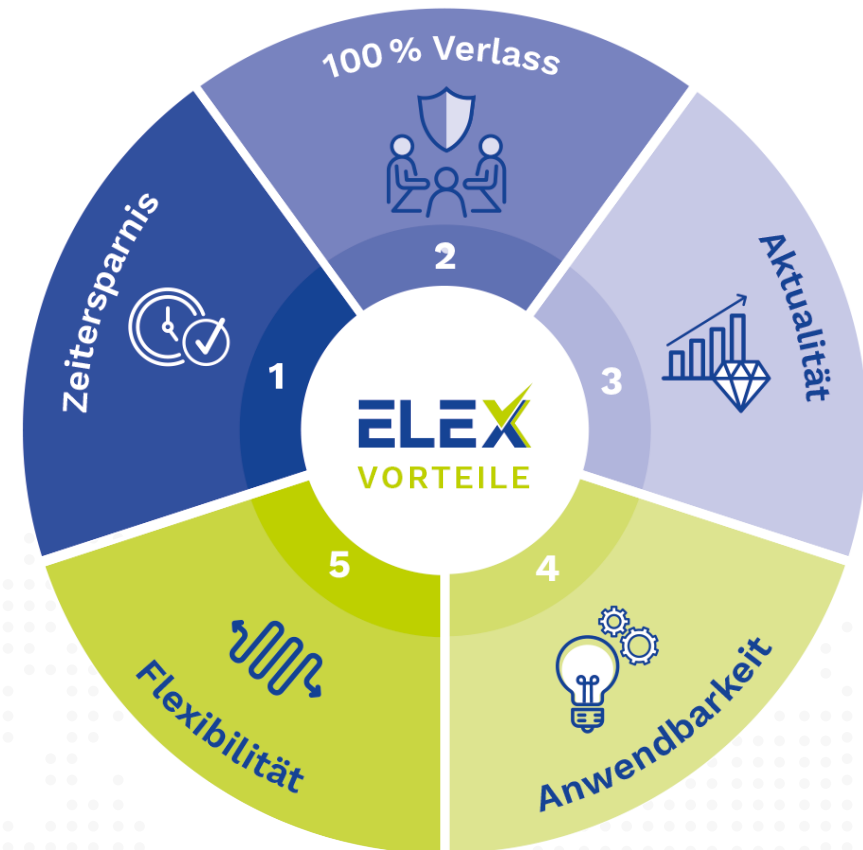 Zeitersparnis
1
100 % Verlass
2
Aktualität
3
Anwendbarkeit
4
Flexibilität
5
ELEX
VORTEILE